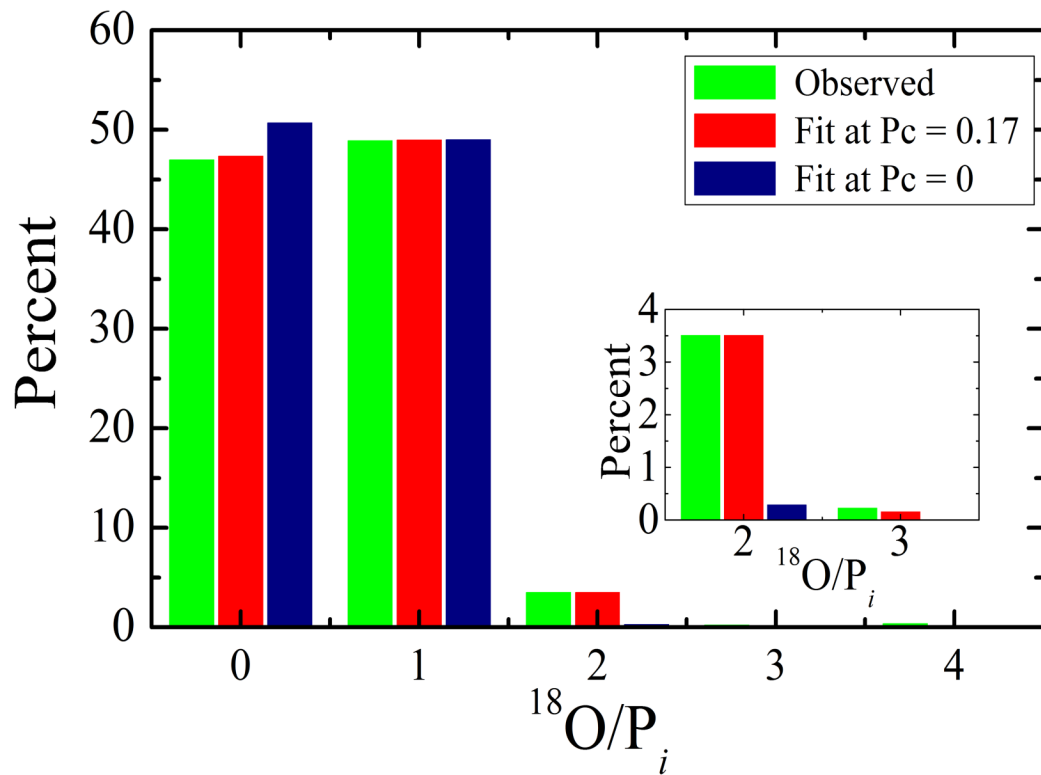 60
50
40
30
20
10
0
Percent
Observed
Fit at Pc = 0.17
Fit at Pc = 0
4
3
2
1
0
Percent
2 3
¹⁸O/Pᵢ
0 1 2 3 4
¹⁸O/Pᵢ